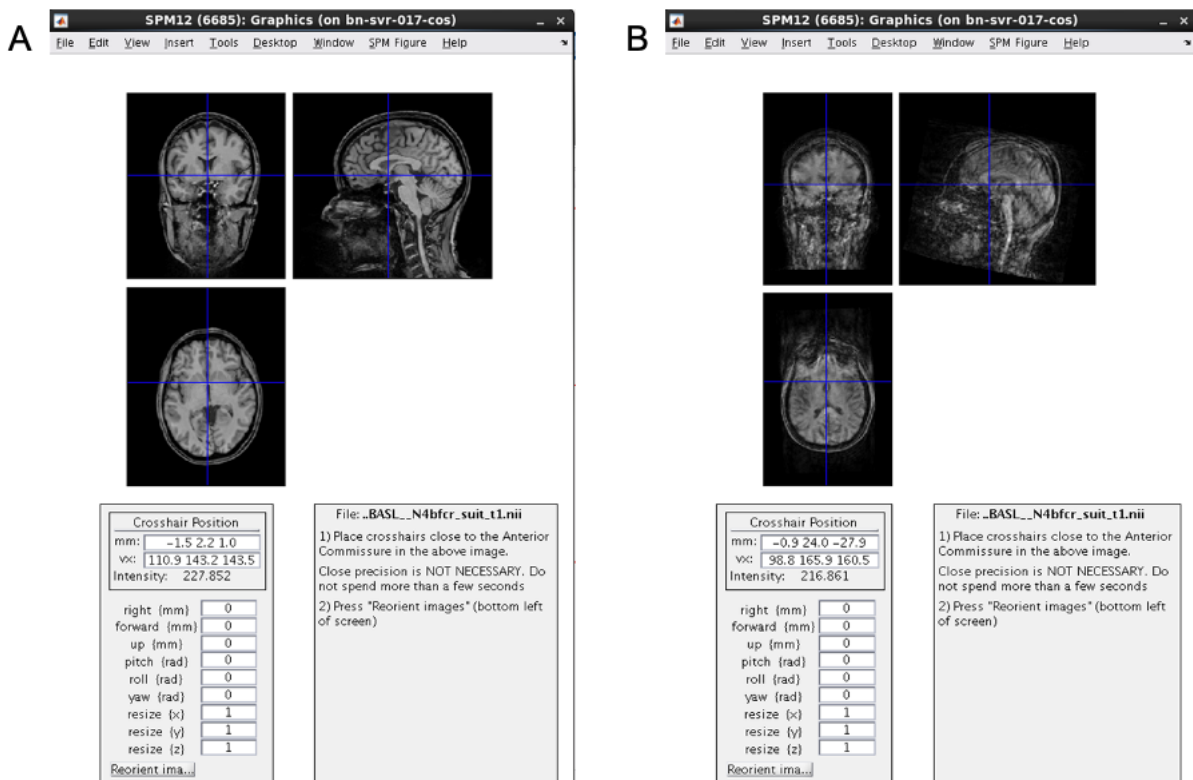 A
SPM12 (6685): Graphics (on bn-svr-017-cos)
File Edit View Insert Tools Desktop Window SPM Figure Help
Crosshair Position
mm: -1.5 2.2 1.0
vx: 110.9 143.2 143.5
Intensity: 227.852
right {mm} 0
forward {mm} 0
up {mm} 0
pitch {rad} 0
roll {rad} 0
yaw {rad} 0
resize {x} 1
resize {y} 1
resize {z} 1
Reorient ima...
File: ..BASL__N4bfcr_suit_t1.nii
1) Place crosshairs close to the Anterior
Commissure in the above image.
Close precision is NOT NECESSARY. Do
not spend more than a few seconds
2) Press "Reorient images" (bottom left
of screen)
B
SPM12 (6685): Graphics (on bn-svr-017-cos)
File Edit View Insert Tools Desktop Window SPM Figure Help
Crosshair Position
mm: -0.9 24.0 -27.9
vx: 98.8 165.9 160.5
Intensity: 216.861
right {mm} 0
forward {mm} 0
up {mm} 0
pitch {rad} 0
roll {rad} 0
yaw {rad} 0
resize {x} 1
resize {y} 1
resize {z} 1
Reorient ima...
File: ..BASL__N4bfcr_suit_t1.nii
1) Place crosshairs close to the Anterior
Commissure in the above image.
Close precision is NOT NECESSARY. Do
not spend more than a few seconds
2) Press "Reorient images" (bottom left
of screen)